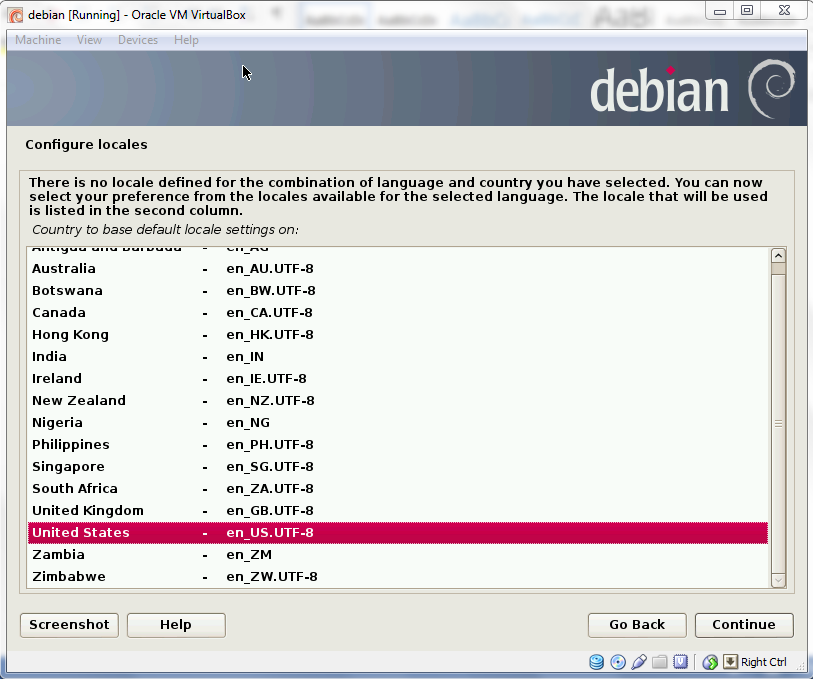 debian [Running] - Oracle VM VirtualBox
Machine View Devices Help
debian
Configure locales
There is no locale defined for the combination of language and country you have selected. You can now
select your preference from the locales available for the selected language. The locale that will be used
is listed in the second column.
Country to base default locale settings on:
Antigua and Barbuda - en_AG
Australia - en_AU.UTF-8
Botswana - en_BW.UTF-8
Canada - en_CA.UTF-8
Hong Kong - en_HK.UTF-8
India - en_IN
Ireland - en_IE.UTF-8
New Zealand - en_NZ.UTF-8
Nigeria - en_NG
Philippines - en_PH.UTF-8
Singapore - en_SG.UTF-8
South Africa - en_ZA.UTF-8
United Kingdom - en_GB.UTF-8
United States - en_US.UTF-8
Zambia - en_ZM
Zimbabwe - en_ZW.UTF-8
Screenshot Help Go Back Continue
Right Ctrl